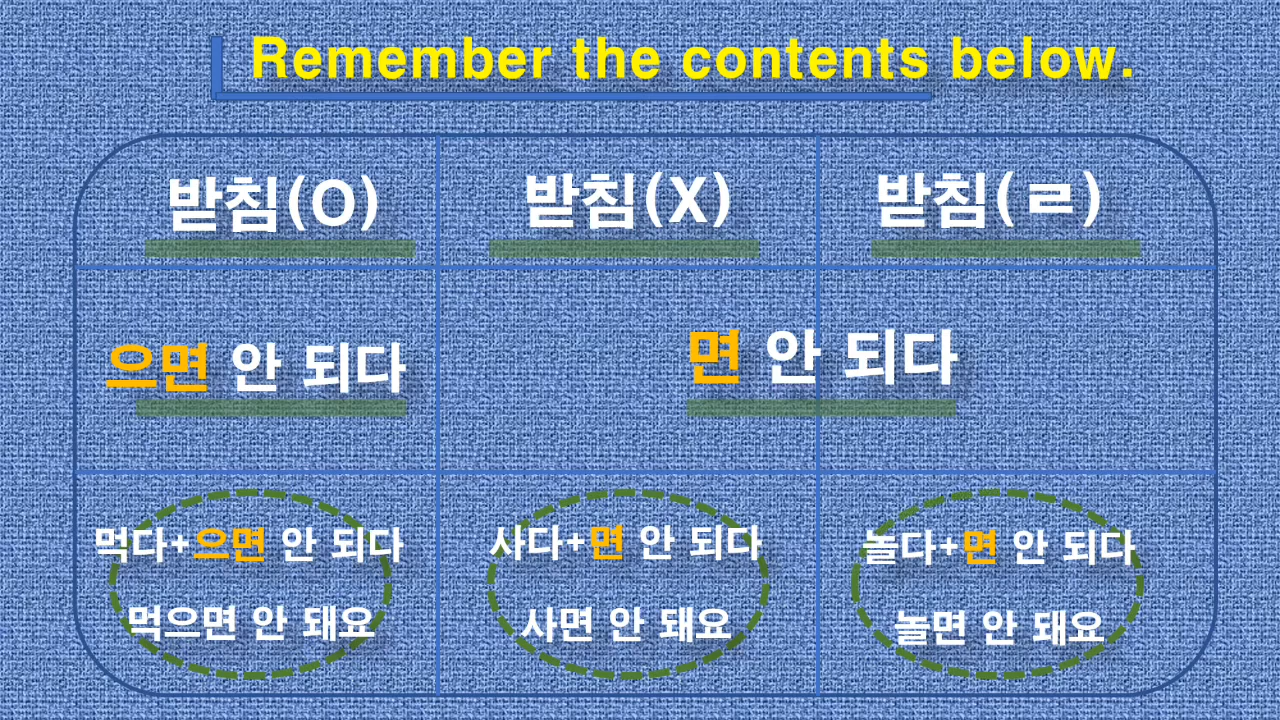 Remember the contents below.
받침(O) 받침(X) 받침(ㄹ)
으면 안 되다 면 안 되다
먹다+으면 안 되다 사다+면 안 되다 놀다+면 안 되다
먹으면 안 돼요 사면 안 돼요 놀면 안 돼요